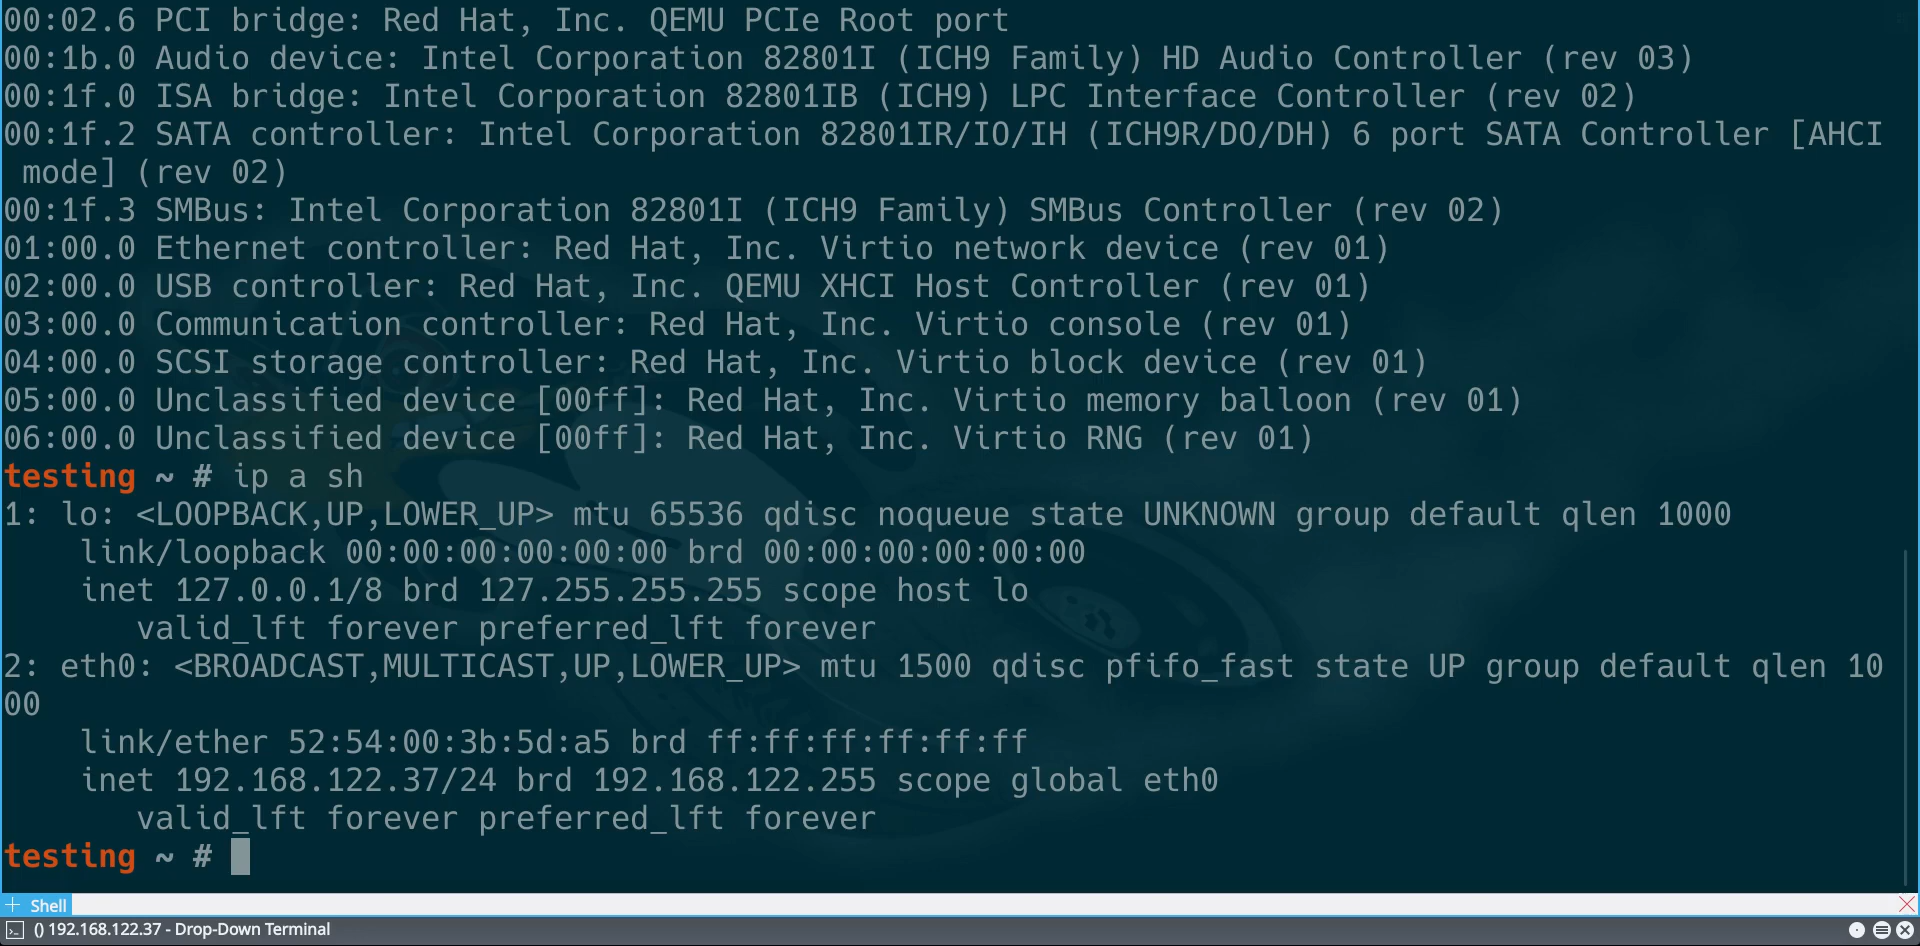 00:02.6 PCI bridge: Red Hat, Inc. QEMU PCIe Root port
00:1b.0 Audio device: Intel Corporation 82801I (ICH9 Family) HD Audio Controller (rev 03)
00:1f.0 ISA bridge: Intel Corporation 82801IB (ICH9) LPC Interface Controller (rev 02)
00:1f.2 SATA controller: Intel Corporation 82801IR/IO/IH (ICH9R/DO/DH) 6 port SATA Controller [AHCI
 mode] (rev 02)
00:1f.3 SMBus: Intel Corporation 82801I (ICH9 Family) SMBus Controller (rev 02)
01:00.0 Ethernet controller: Red Hat, Inc. Virtio network device (rev 01)
02:00.0 USB controller: Red Hat, Inc. QEMU XHCI Host Controller (rev 01)
03:00.0 Communication controller: Red Hat, Inc. Virtio console (rev 01)
04:00.0 SCSI storage controller: Red Hat, Inc. Virtio block device (rev 01)
05:00.0 Unclassified device [00ff]: Red Hat, Inc. Virtio memory balloon (rev 01)
06:00.0 Unclassified device [00ff]: Red Hat, Inc. Virtio RNG (rev 01)
testing ~ # ip a sh
1: lo: <LOOPBACK,UP,LOWER_UP> mtu 65536 qdisc noqueue state UNKNOWN group default qlen 1000
    link/loopback 00:00:00:00:00:00 brd 00:00:00:00:00:00
    inet 127.0.0.1/8 brd 127.255.255.255 scope host lo
       valid_lft forever preferred_lft forever
2: eth0: <BROADCAST,MULTICAST,UP,LOWER_UP> mtu 1500 qdisc pfifo_fast state UP group default qlen 10
00
    link/ether 52:54:00:3b:5d:a5 brd ff:ff:ff:ff:ff:ff
    inet 192.168.122.37/24 brd 192.168.122.255 scope global eth0
       valid_lft forever preferred_lft forever
testing ~ #
Shell
() 192.168.122.37 - Drop-Down Terminal